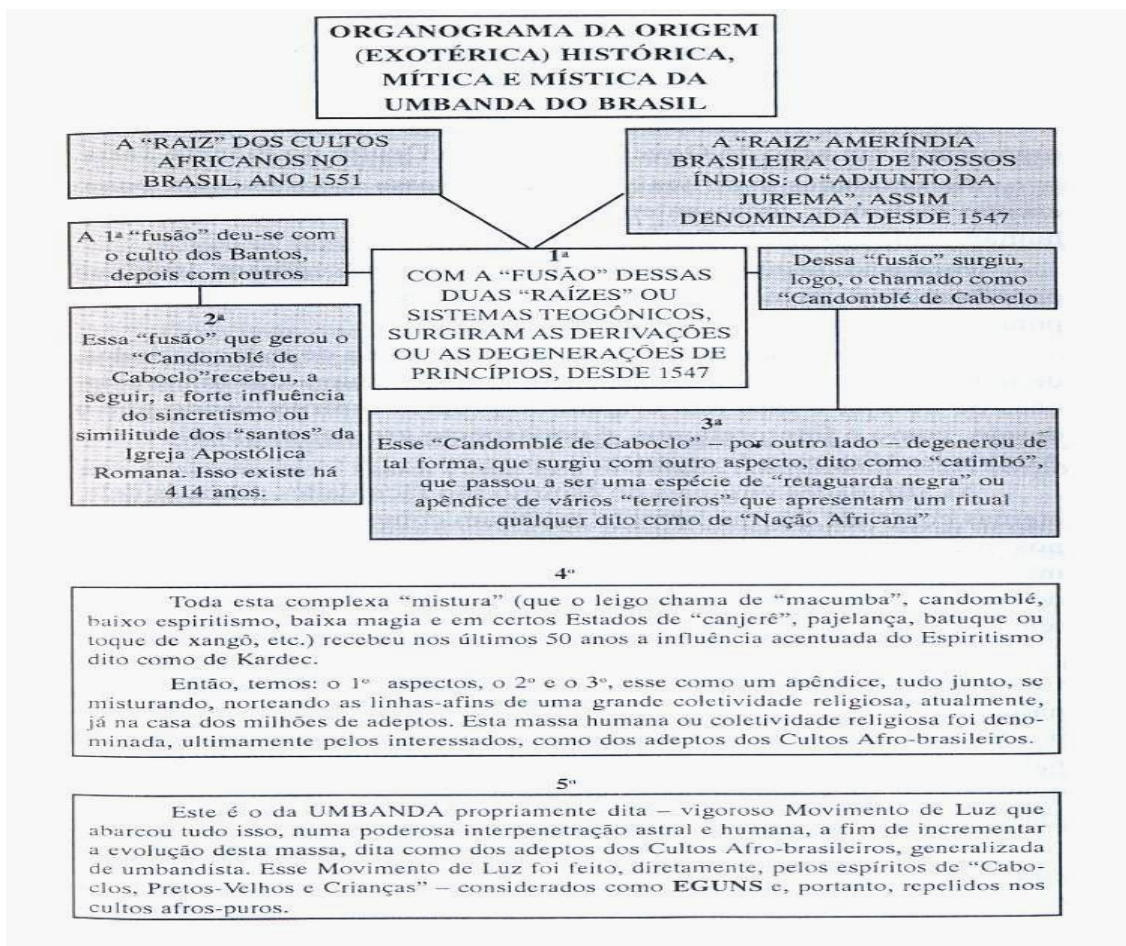 ORGANOGRAMA DA ORIGEM
(EXOTÉRICA) HISTÓRICA,
MÍTICA E MÍSTICA DA
UMBANDA DO BRASIL
A “RAIZ” DOS CULTOS
AFRICANOS NO
BRASIL, ANO 1551
A “RAIZ” AMERÍNDIA
BRASILEIRA OU DE NOSSOS
ÍNDIOS: O “ADJUNTO DA
JUREMA”, ASSIM
DENOMINADA DESDE 1547
A 1ª “fusão” deu-se com
o culto dos Bantos,
depois com outros
1ª
COM A “FUSÃO” DESSAS
DUAS “RAÍZES” OU
SISTEMAS TEOGÔNICOS,
SURGIRAM AS DERIVAÇÕES
OU AS DEGENERAÇÕES DE
PRINCÍPIOS, DESDE 1547
Dessa “fusão” surgiu,
logo, o chamado como
“Candomblé de Caboclo
2ª
Essa “fusão” que gerou o
“Candomblé de
Caboclo”recebeu, a
seguir, a forte influência
do sincretismo ou
similitude dos “santos” da
Igreja Apostólica
Romana. Isso existe há
414 anos.
3ª
Esse “Candomblé de Caboclo” – por outro lado – degenerou de
tal forma, que surgiu com outro aspecto, dito como “catimbó”,
que passou a ser uma espécie de “retaguarda negra” ou
apêndice de vários “terreiros” que apresentam um ritual
qualquer dito como de “Nação Africana”
4º
Toda esta complexa “mistura” (que o leigo chama de “macumba”, candomblé,
baixo espiritismo, baixa magia e em certos Estados de “canjerê”, pajelança, batuque ou
toque de xangô, etc.) recebeu nos últimos 50 anos a influência acentuada do Espiritismo
dito como de Kardec.
Então, temos: o 1º aspectos, o 2º e o 3º, esse como um apêndice, tudo junto, se
misturando, norteando as linhas-afins de uma grande coletividade religiosa, atualmente,
já na casa dos milhões de adeptos. Esta massa humana ou coletividade religiosa foi deno-
minada, ultimamente pelos interessados, como dos adeptos dos Cultos Afro-brasileiros.
5º
Este é o da UMBANDA propriamente dita – vigoroso Movimento de Luz que
abarcou tudo isso, numa poderosa interpenetração astral e humana, a fim de incrementar
a evolução desta massa, dita como dos adeptos dos Cultos Afro-brasileiros, generalizada
de umbandista. Esse Movimento de Luz foi feito, diretamente, pelos espíritos de “Cabo-
clos, Pretos-Velhos e Crianças” – considerados como EGUNS e, portanto, repelidos nos
cultos afros-puros.